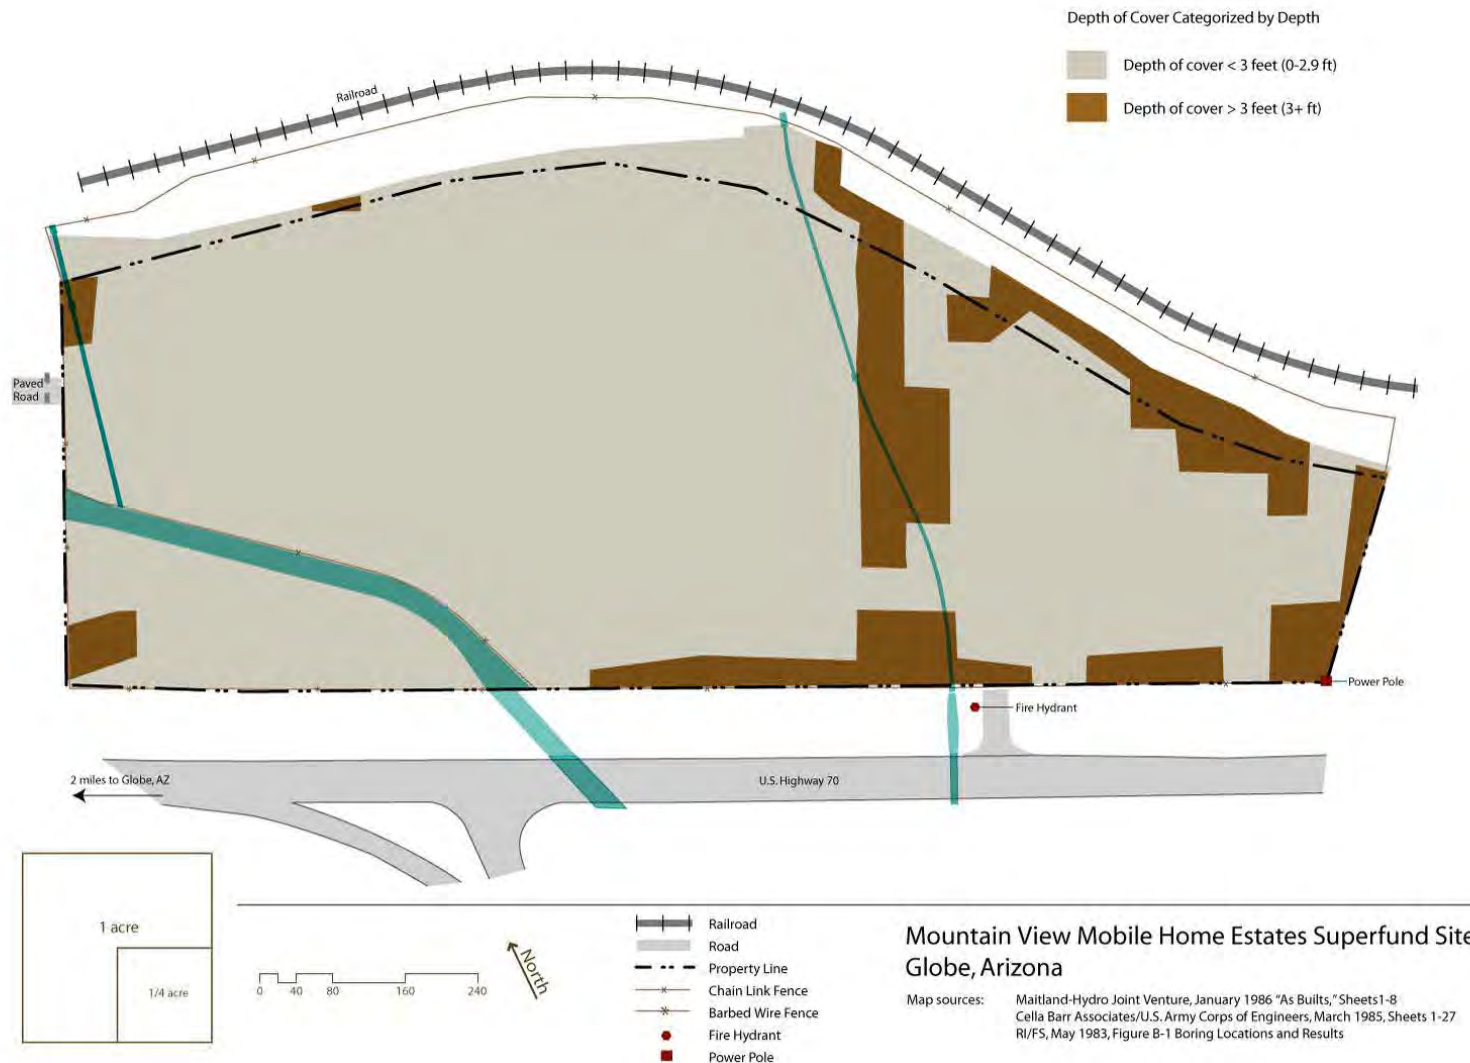 Depth of Cover Categorized by Depth
Depth of cover < 3 feet (0-2.9 ft)
Depth of cover > 3 feet (3+ ft)
Railroad
Paved
Road
Power Pole
Fire Hydrant
2 miles to Globe, AZ
U.S. Highway 70
1 acre
1/4 acre
0 40 80 160 240
North
Railroad
Road
Property Line
Chain Link Fence
Barbed Wire Fence
Fire Hydrant
Power Pole
Mountain View Mobile Home Estates Superfund Site
Globe, Arizona
Map sources: Maitland-Hydro Joint Venture, January 1986 "As Builts," Sheets1-8
Cella Barr Associates/U.S. Army Corps of Engineers, March 1985, Sheets 1-27
RI/FS, May 1983, Figure B-1 Boring Locations and Results